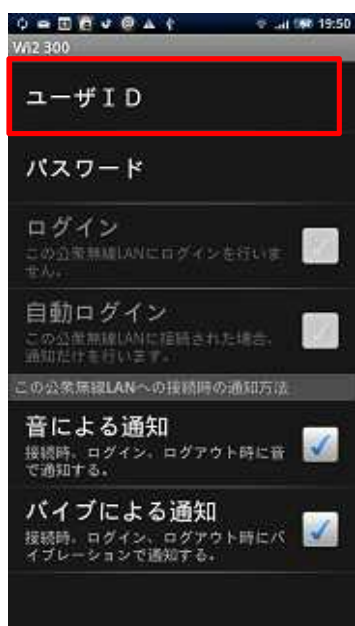 19:50
Wi2 300
ユーザＩＤ
パスワード
ログイン
この公衆無線LANにログインを行いま
せん。
自動ログイン
この公衆無線LANに接続された場合、
通知だけを行います。
この公衆無線LANへの接続時の通知方法
音による通知
接続時、ログイン、ログアウト時に音
で通知する。
バイブによる通知
接続時、ログイン、ログアウト時にバ
イブレーションで通知する。